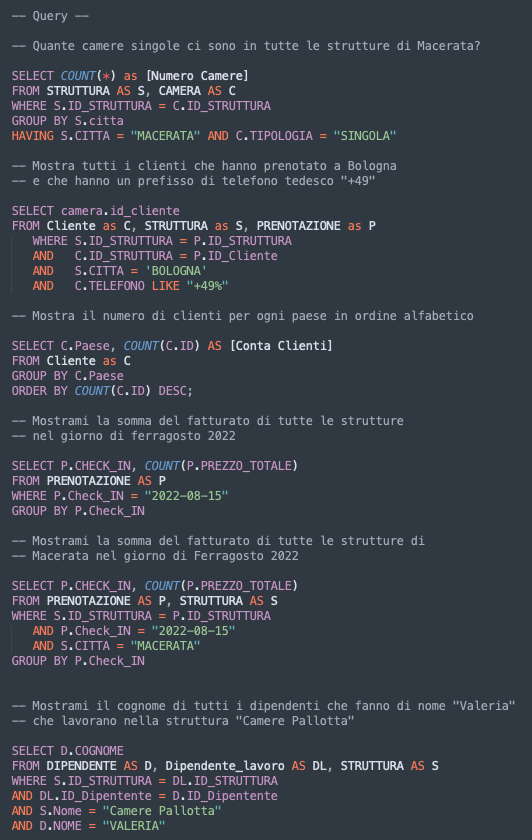 -- Query --
-- Quante camere singole ci sono in tutte le strutture di Macerata?
SELECT COUNT(*) as [Numero Camere]
FROM STRUTTURA AS S, CAMERA AS C
WHERE S.ID_STRUTTURA = C.ID_STRUTTURA
GROUP BY S.citta
HAVING S.CITTA = "MACERATA" AND C.TIPOLOGIA = "SINGOLA"
-- Mostra tutti i clienti che hanno prenotato a Bologna
-- e che hanno un prefisso di telefono tedesco "+49"
SELECT camera.id_cliente
FROM Cliente as C, STRUTTURA as S, PRENOTAZIONE as P
WHERE S.ID_STRUTTURA = P.ID_STRUTTURA
AND C.ID_STRUTTURA = P.ID_Cliente
AND S.CITTA = 'BOLOGNA'
AND C.TELEFONO LIKE "+49%"
-- Mostra il numero di clienti per ogni paese in ordine alfabetico
SELECT C.Paese, COUNT(C.ID) AS [Conta Clienti]
FROM Cliente as C
GROUP BY C.Paese
ORDER BY COUNT(C.ID) DESC;
-- Mostrami la somma del fatturato di tutte le strutture
-- nel giorno di ferragosto 2022
SELECT P.CHECK_IN, COUNT(P.PREZZO_TOTALE)
FROM PRENOTAZIONE AS P
WHERE P.Check_IN = "2022-08-15"
GROUP BY P.Check_IN
-- Mostrami la somma del fatturato di tutte le strutture di
-- Macerata nel giorno di Ferragosto 2022
SELECT P.CHECK_IN, COUNT(P.PREZZO_TOTALE)
FROM PRENOTAZIONE AS P, STRUTTURA AS S
WHERE S.ID_STRUTTURA = P.ID_STRUTTURA
AND P.Check_IN = "2022-08-15"
AND S.CITTA = "MACERATA"
GROUP BY P.Check_IN
-- Mostrami il cognome di tutti i dipendenti che fanno di nome "Valeria"
-- che lavorano nella struttura "Camere Pallotta"
SELECT D.COGNOME
FROM DIPENDENTE AS D, Dipendente_lavoro AS DL, STRUTTURA AS S
WHERE S.ID_STRUTTURA = DL.ID_STRUTTURA
AND DL.ID_Dipentente = D.ID_Dipentente
AND S.Nome = "Camere Pallotta"
AND D.NOME = "VALERIA"